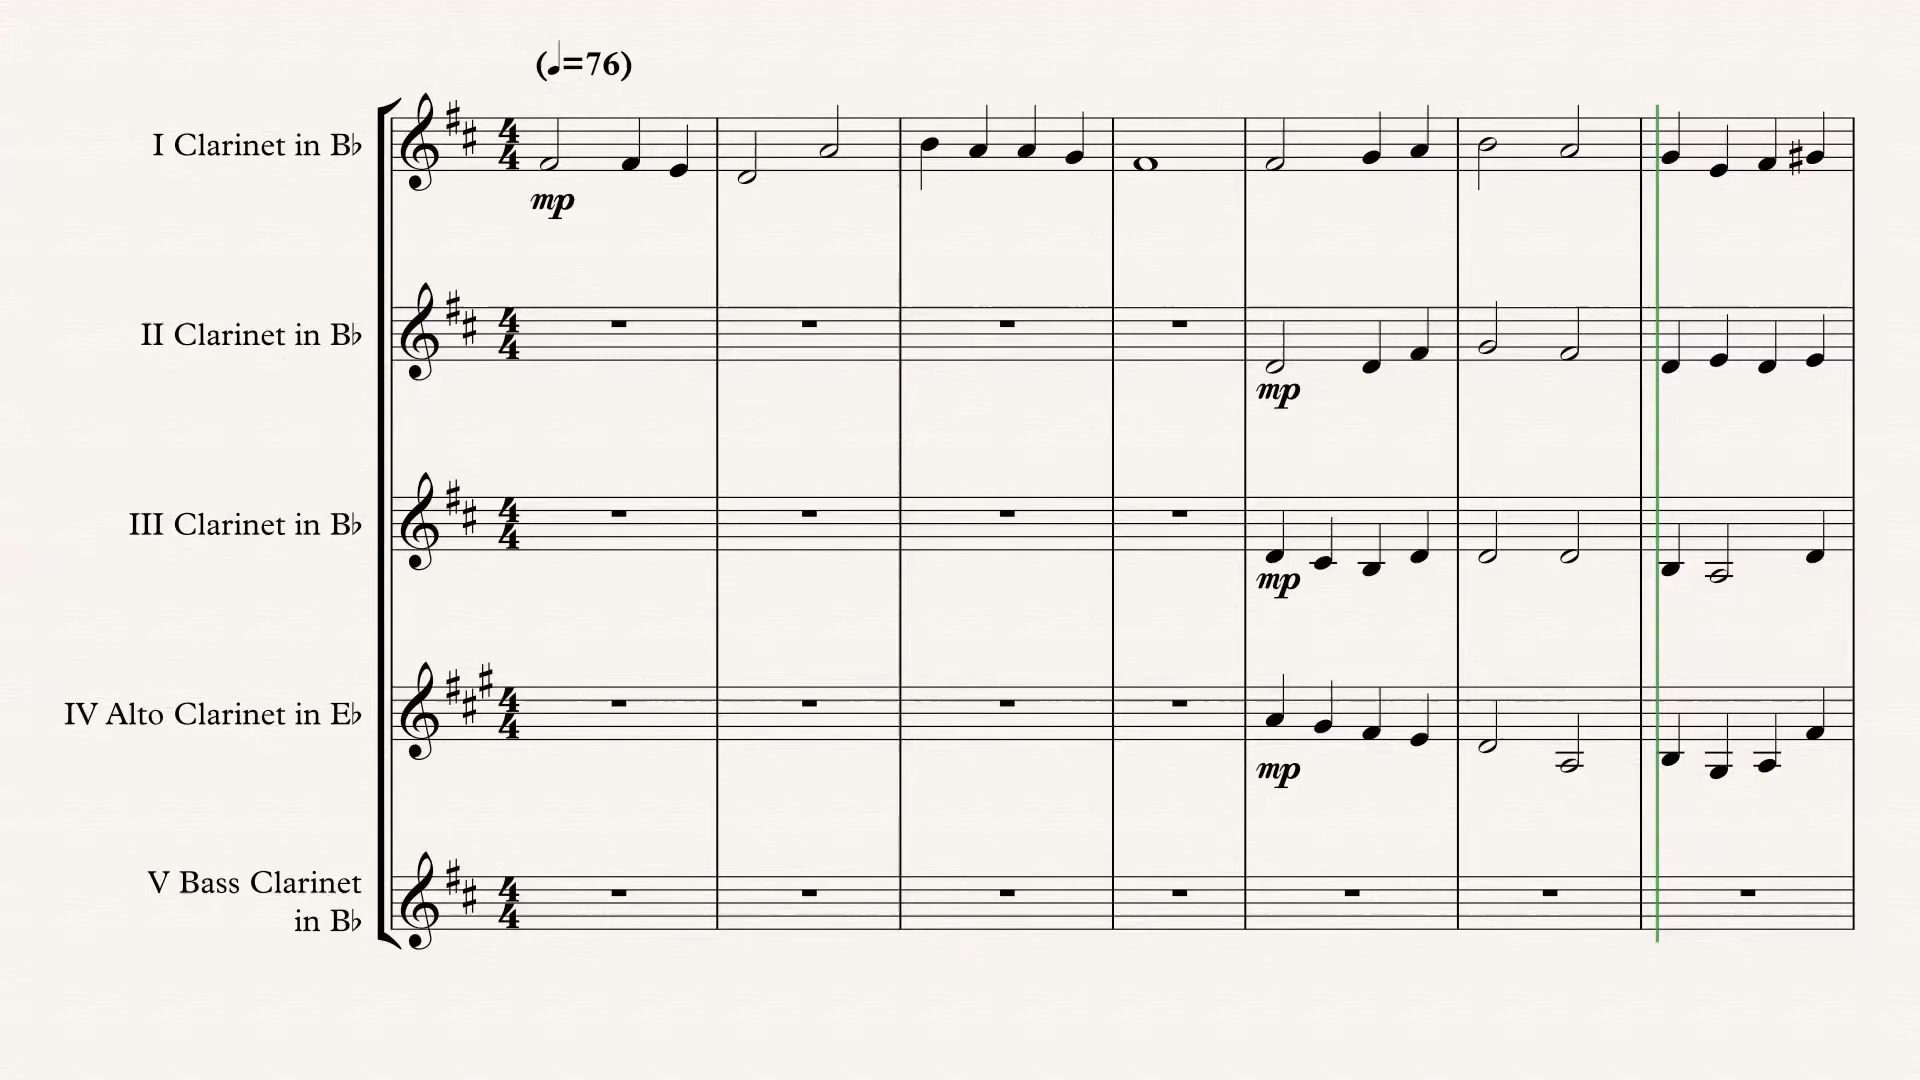 (♩=76)
I Clarinet in B♭
mp
II Clarinet in B♭
mp
III Clarinet in B♭
mp
IV Alto Clarinet in E♭
mp
V Bass Clarinet
in B♭